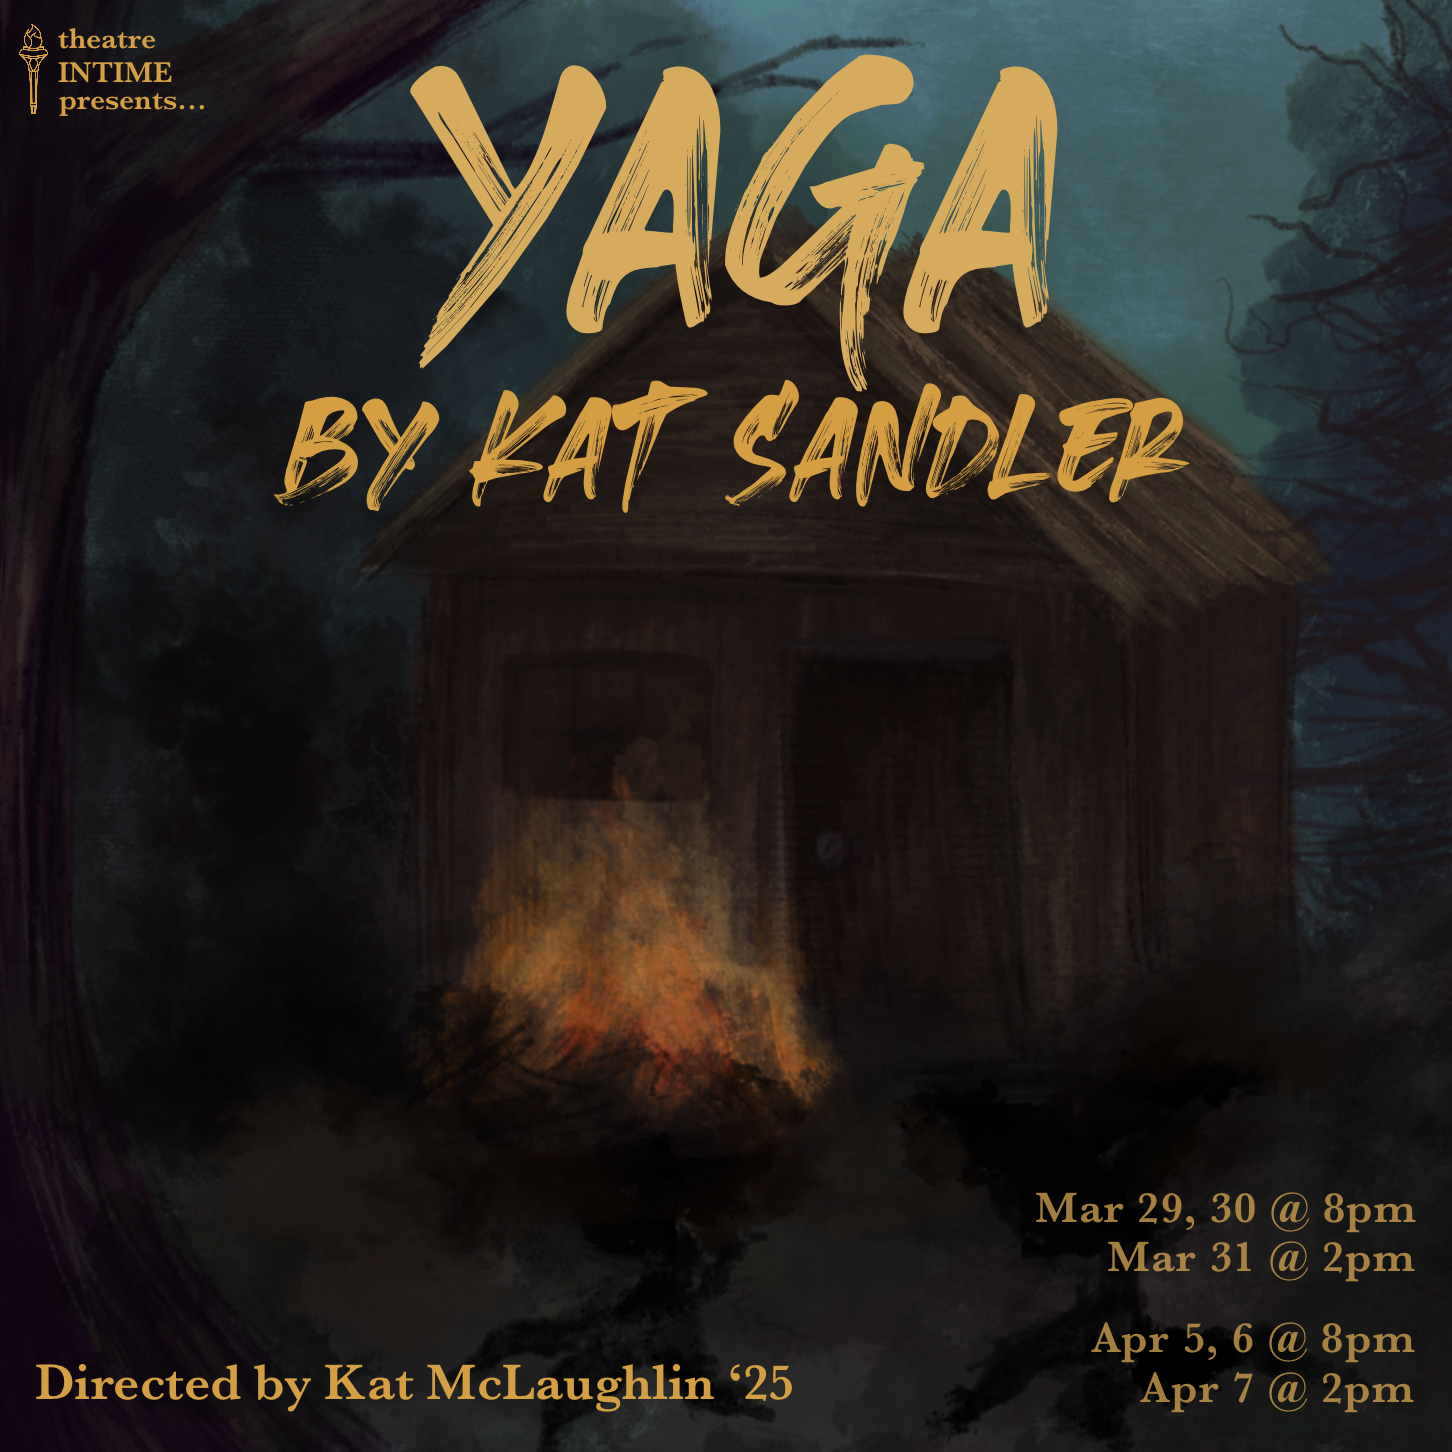 theatre
INTIME
presents...
YAGA
BY KAT SANDLER
Mar 29, 30 @ 8pm
Mar 31 @ 2pm
Apr 5, 6 @ 8pm
Apr 7 @ 2pm
Directed by Kat McLaughlin ‘25